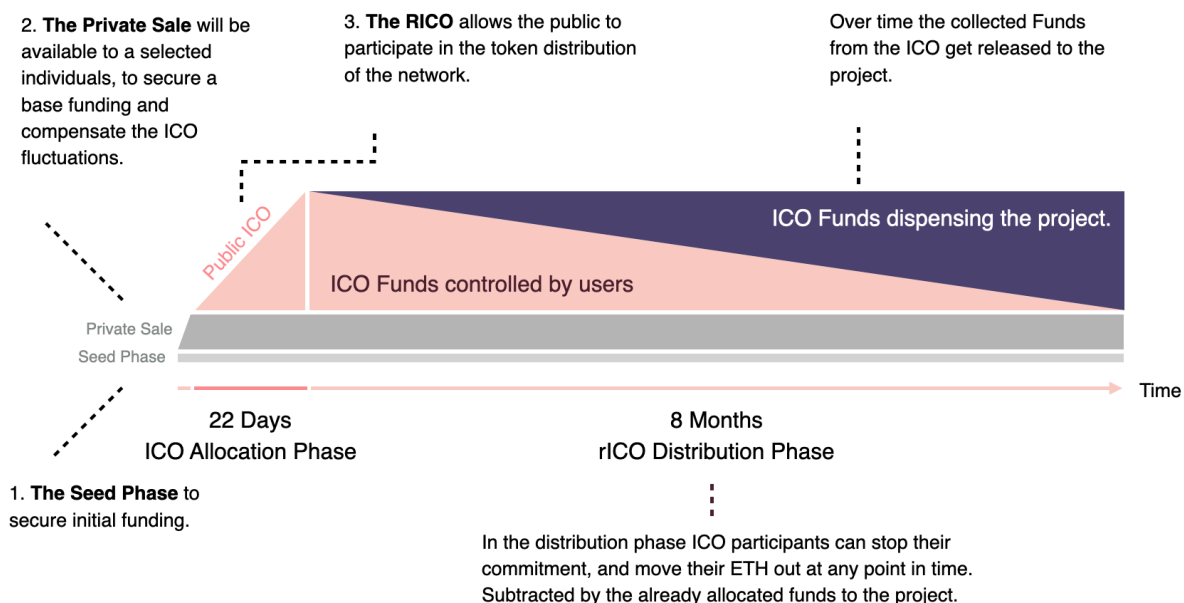 2. The Private Sale will be
available to a selected
individuals, to secure a
base funding and
compensate the ICO
fluctuations.
3. The RICO allows the public to
participate in the token distribution
of the network.
Over time the collected Funds
from the ICO get released to the
project.
Public ICO
ICO Funds dispensing the project.
ICO Funds controlled by users
Private Sale
Seed Phase
Time
22 Days
ICO Allocation Phase
8 Months
rICO Distribution Phase
1. The Seed Phase to
secure initial funding.
In the distribution phase ICO participants can stop their
commitment, and move their ETH out at any point in time.
Subtracted by the already allocated funds to the project.